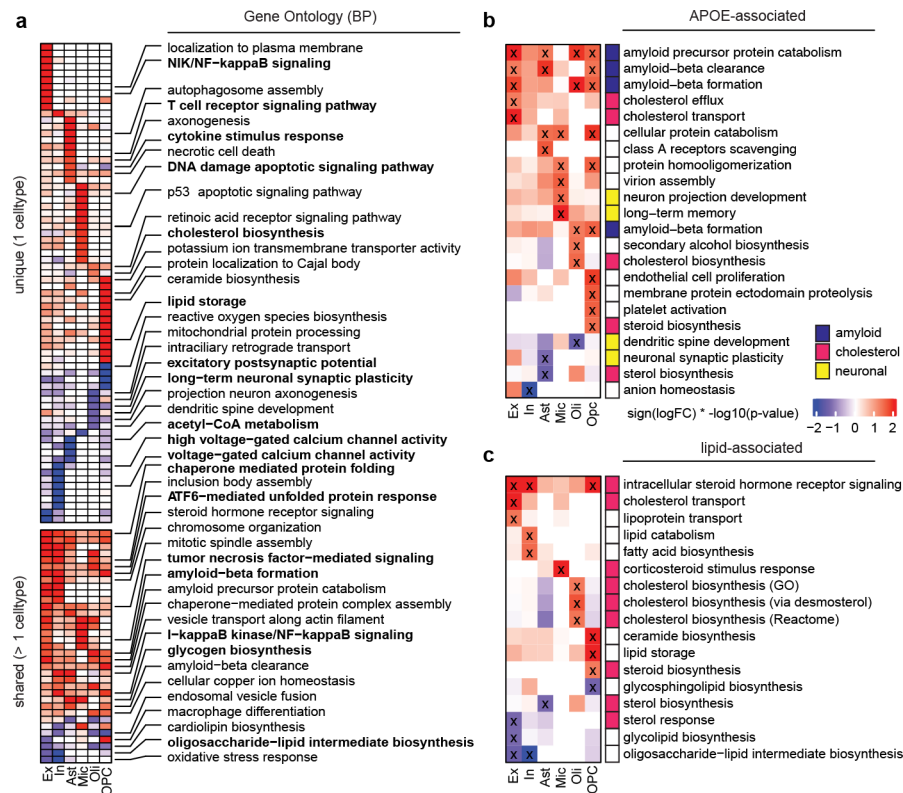 a
Gene Ontology (BP)
localization to plasma membrane
NIK/NF-kappaB signaling
autophagosome assembly
T cell receptor signaling pathway
axonogenesis
cytokine stimulus response
necrotic cell death
DNA damage apoptotic signaling pathway
p53 apoptotic signaling pathway
retinoic acid receptor signaling pathway
cholesterol biosynthesis
potassium ion transmembrane transporter activity
protein localization to Cajal body
ceramide biosynthesis
lipid storage
reactive oxygen species biosynthesis
mitochondrial protein processing
intraciliary retrograde transport
excitatory postsynaptic potential
long-term neuronal synaptic plasticity
projection neuron axonogenesis
dendritic spine development
acetyl-CoA metabolism
high voltage-gated calcium channel activity
voltage-gated calcium channel activity
chaperone mediated protein folding
inclusion body assembly
ATF6-mediated unfolded protein response
steroid hormone receptor signaling
chromosome organization
mitotic spindle assembly
tumor necrosis factor-mediated signaling
amyloid-beta formation
amyloid precursor protein catabolism
chaperone-mediated protein complex assembly
vesicle transport along actin filament
I-kappaB kinase/NF-kappaB signaling
glycogen biosynthesis
amyloid-beta clearance
cellular copper ion homeostasis
endosomal vesicle fusion
macrophage differentiation
cardiolipin biosynthesis
oligosaccharide-lipid intermediate biosynthesis
oxidative stress response
unique (1 celltype)
shared (> 1 celltype)
Ex In Ast Mic Oli OPC
b
APOE-associated
x x x x amyloid precursor protein catabolism
x x x amyloid-beta clearance
x x x amyloid-beta formation
x cholesterol efflux
x cholesterol transport
x x x cellular protein catabolism
x class A receptors scavenging
x x protein homooligomerization
x virion assembly
x neuron projection development
x long-term memory
x x amyloid-beta formation
x secondary alcohol biosynthesis
x cholesterol biosynthesis
x endothelial cell proliferation
x membrane protein ectodomain proteolysis
x platelet activation
x steroid biosynthesis
x dendritic spine development
x neuronal synaptic plasticity
x sterol biosynthesis
x anion homeostasis
Ex In Ast Mic Oli Opc
amyloid
cholesterol
neuronal
sign(logFC) * -log10(p-value)
-2 -1 0 1 2
c
lipid-associated
x x x intracellular steroid hormone receptor signaling
x cholesterol transport
x lipoprotein transport
x lipid catabolism
x fatty acid biosynthesis
x corticosteroid stimulus response
x cholesterol biosynthesis (GO)
x cholesterol biosynthesis (via desmosterol)
x cholesterol biosynthesis (Reactome)
x ceramide biosynthesis
x lipid storage
x steroid biosynthesis
x glycosphingolipid biosynthesis
x sterol biosynthesis
x sterol response
x glycolipid biosynthesis
x x oligosaccharide-lipid intermediate biosynthesis
Ex In Ast Mic Oli OPC